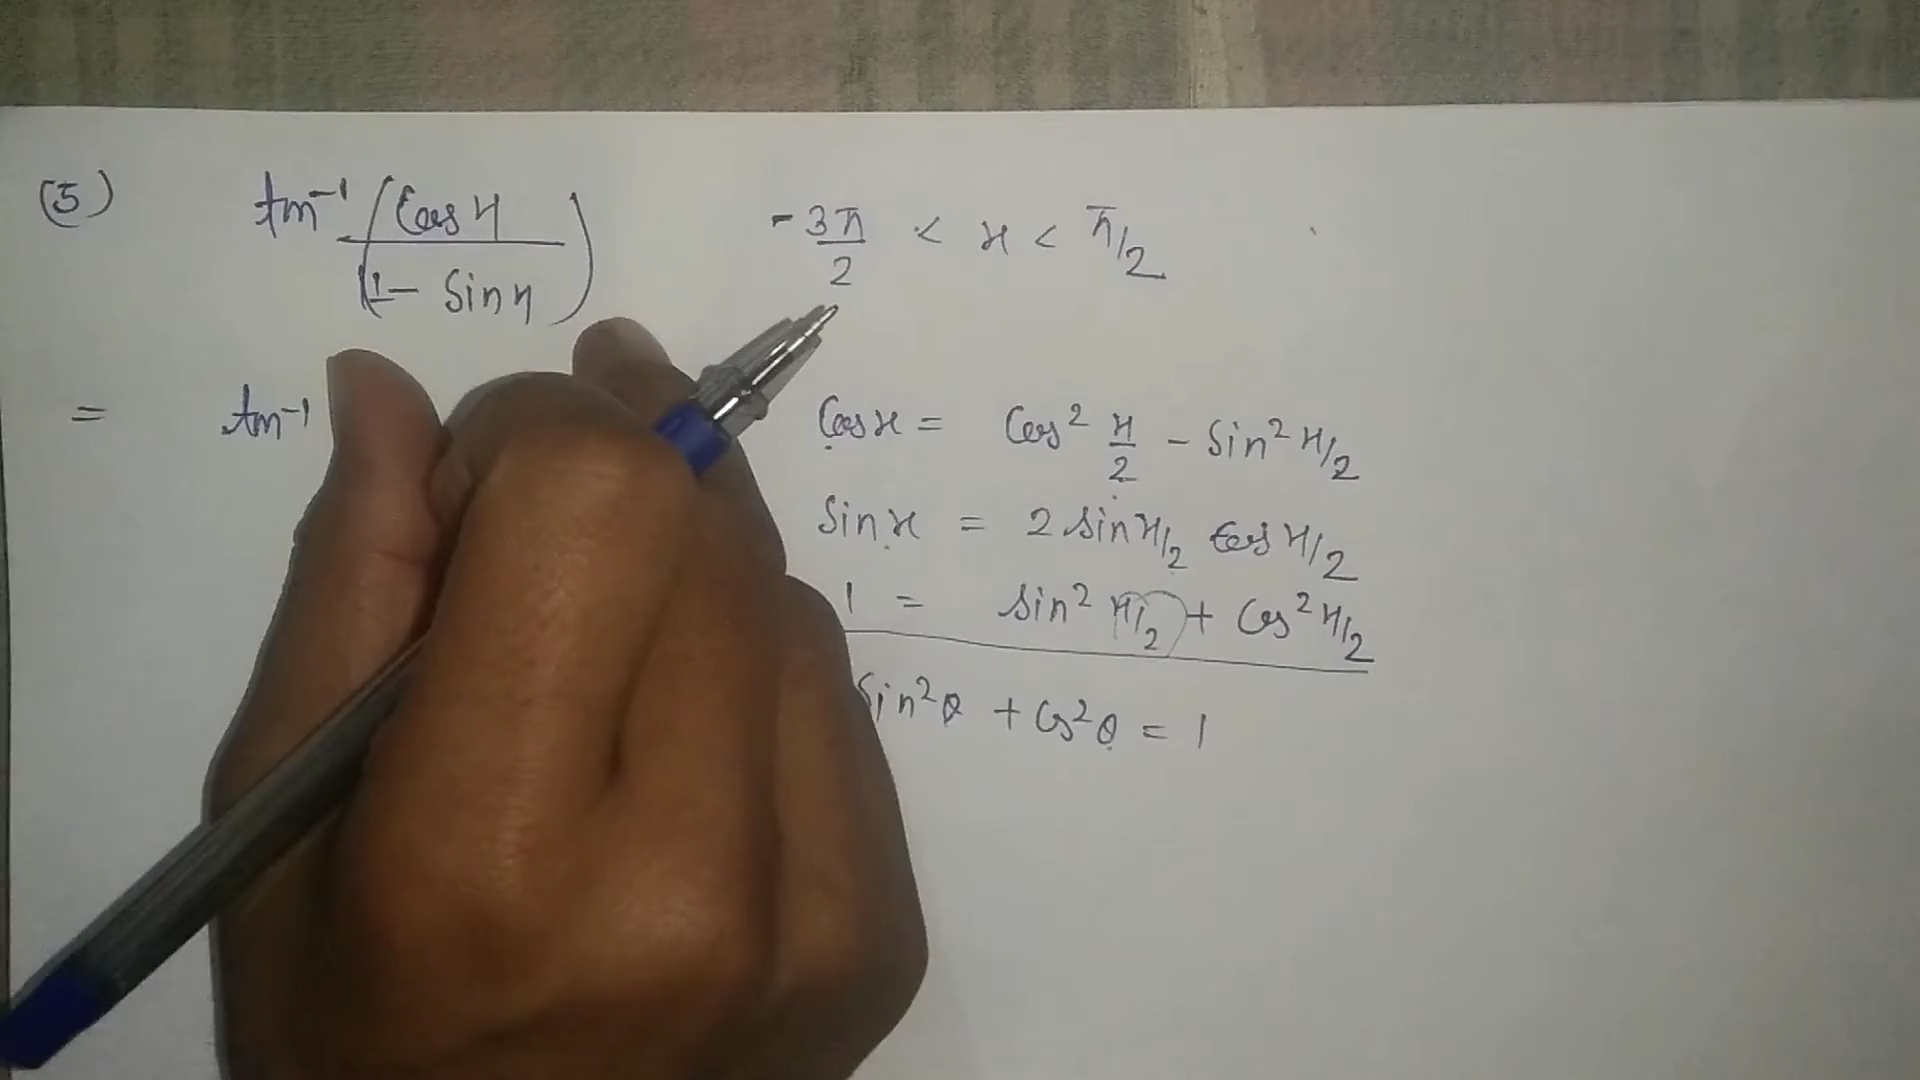 (5) tan⁻¹ (Cos x / 1 - Sin x) - 3π/2 < x < π/2
= tan⁻¹ Cos x = Cos² x/2 - Sin² x/2
Sin x = 2 sin x/2 Cos x/2
1 = sin² x/2 + Cos² x/2
Sin²θ + Cs²θ = 1